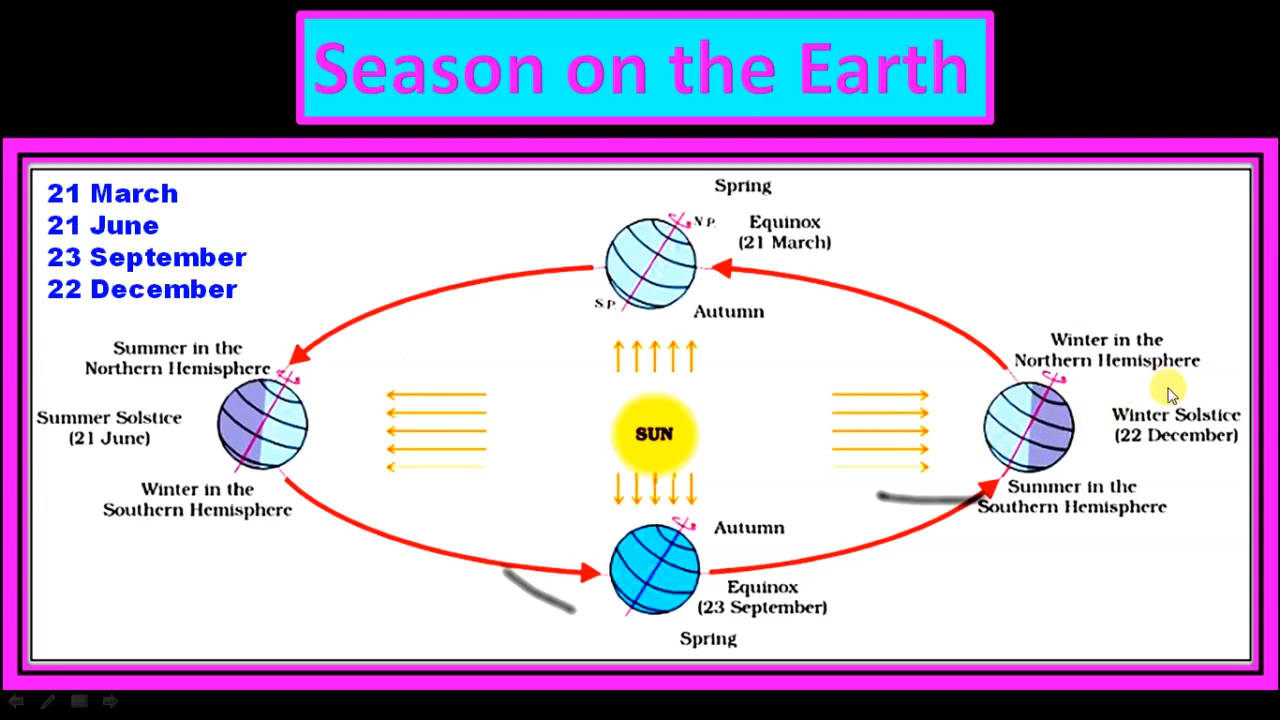 Season on the Earth
21 March
21 June
23 September
22 December
Spring
N.P.
Equinox
(21 March)
S.P.
Autumn
Summer in the
Northern Hemisphere
Summer Solstice
(21 June)
Winter in the
Southern Hemisphere
SUN
Winter in the
Northern Hemisphere
Winter Solstice
(22 December)
Summer in the
Southern Hemisphere
Autumn
Equinox
(23 September)
Spring